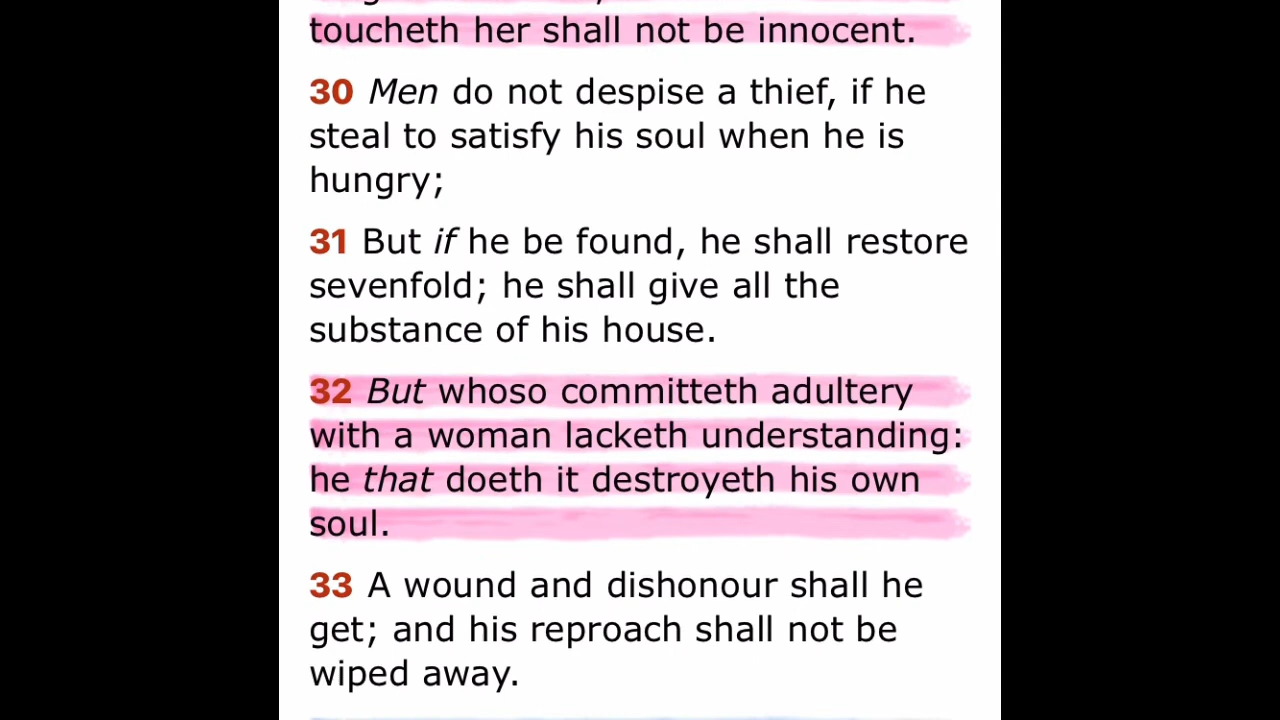 toucheth her shall not be innocent.
30 Men do not despise a thief, if he
steal to satisfy his soul when he is
hungry;
31 But if he be found, he shall restore
sevenfold; he shall give all the
substance of his house.
32 But whoso committeth adultery
with a woman lacketh understanding:
he that doeth it destroyeth his own
soul.
33 A wound and dishonour shall he
get; and his reproach shall not be
wiped away.